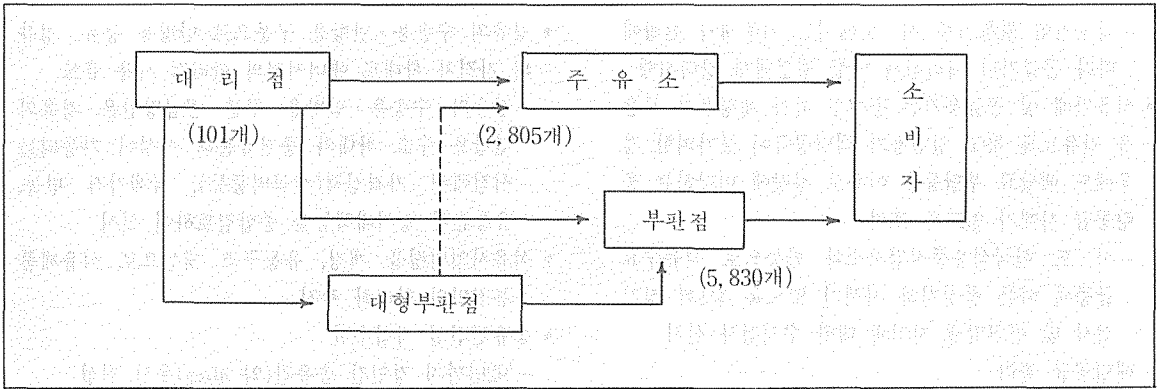 대 리 점
주 유 소
소 비 자
(101개)
(2,805개)
부판점
(5,830개)
대형부판점